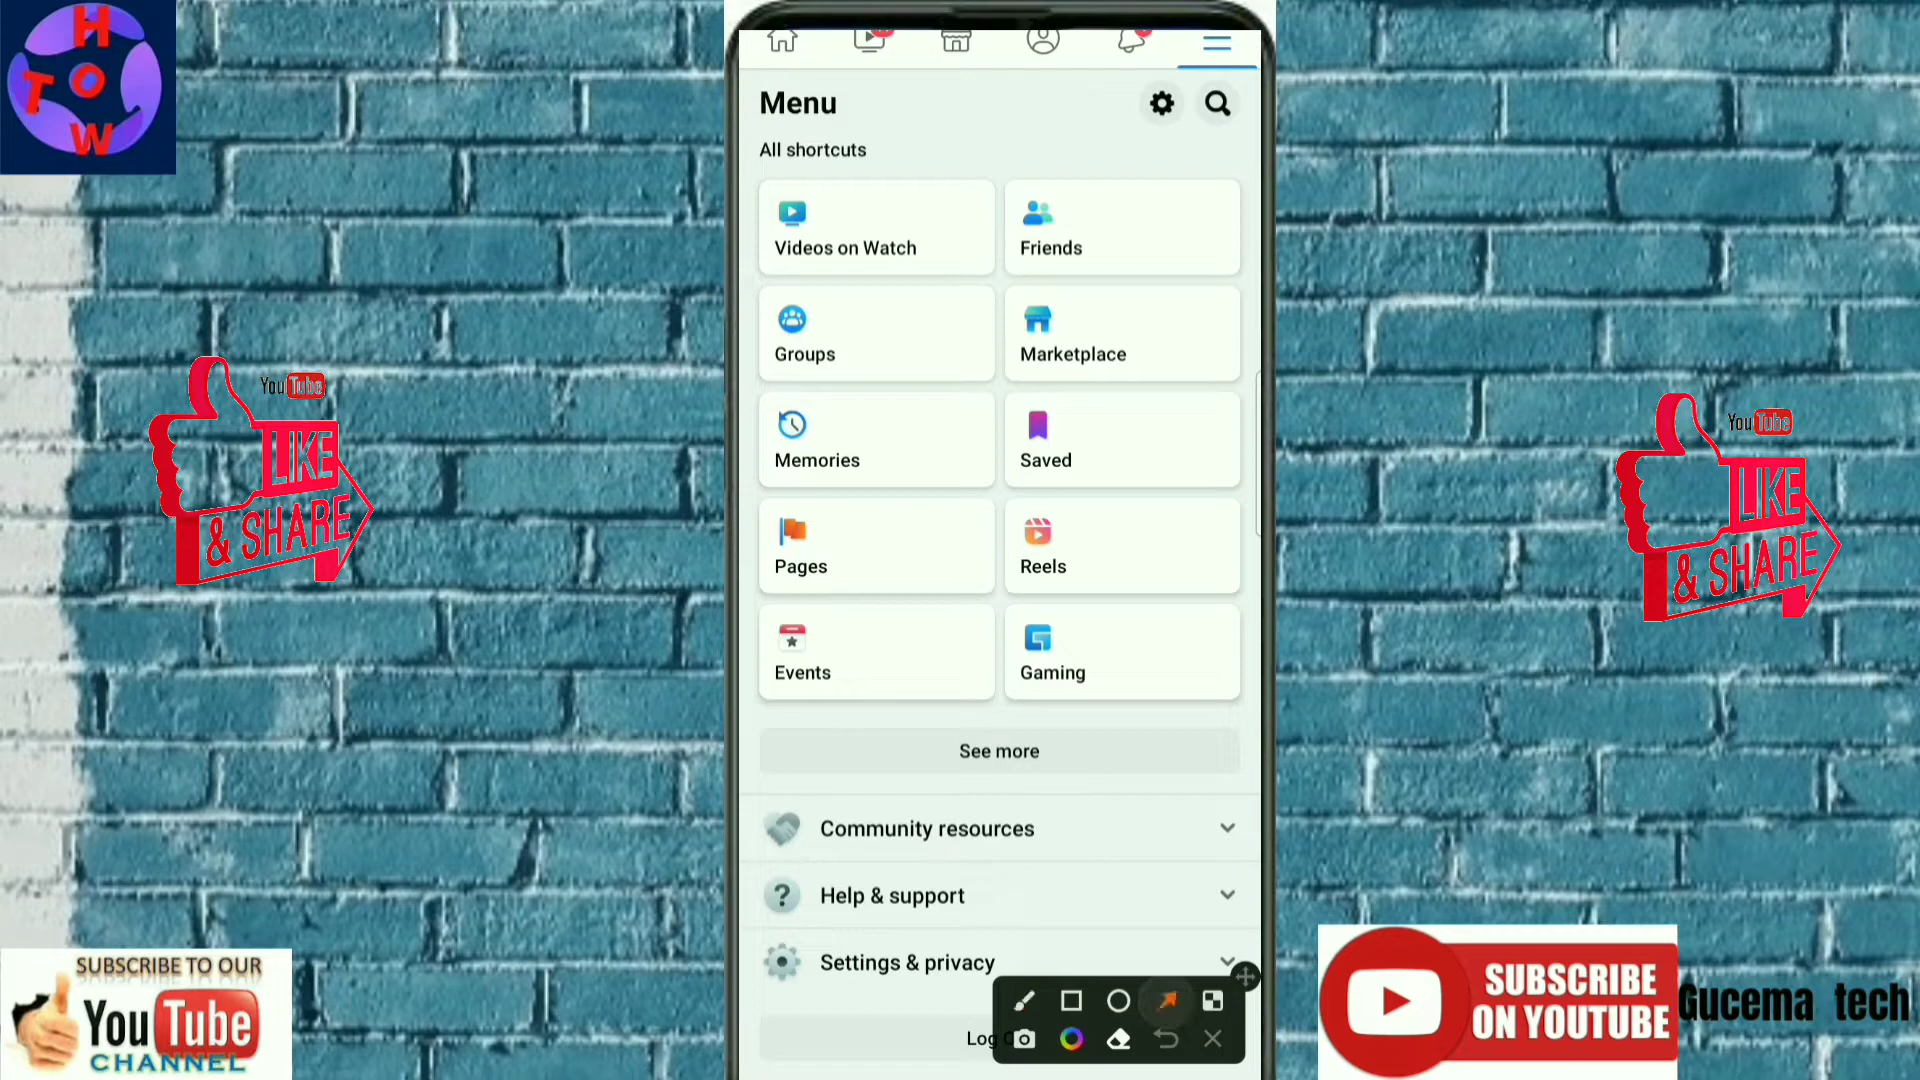 H
T O
W
Menu
All shortcuts
Videos on Watch
Friends
Groups
Marketplace
Memories
Saved
Pages
Reels
Events
Gaming
See more
Community resources
Help & support
Settings & privacy
Log
YouTube
LIKE
& SHARE
YouTube
LIKE
& SHARE
SUBSCRIBE TO OUR
YouTube
CHANNEL
SUBSCRIBE
ON YOUTUBE
Gucema tech